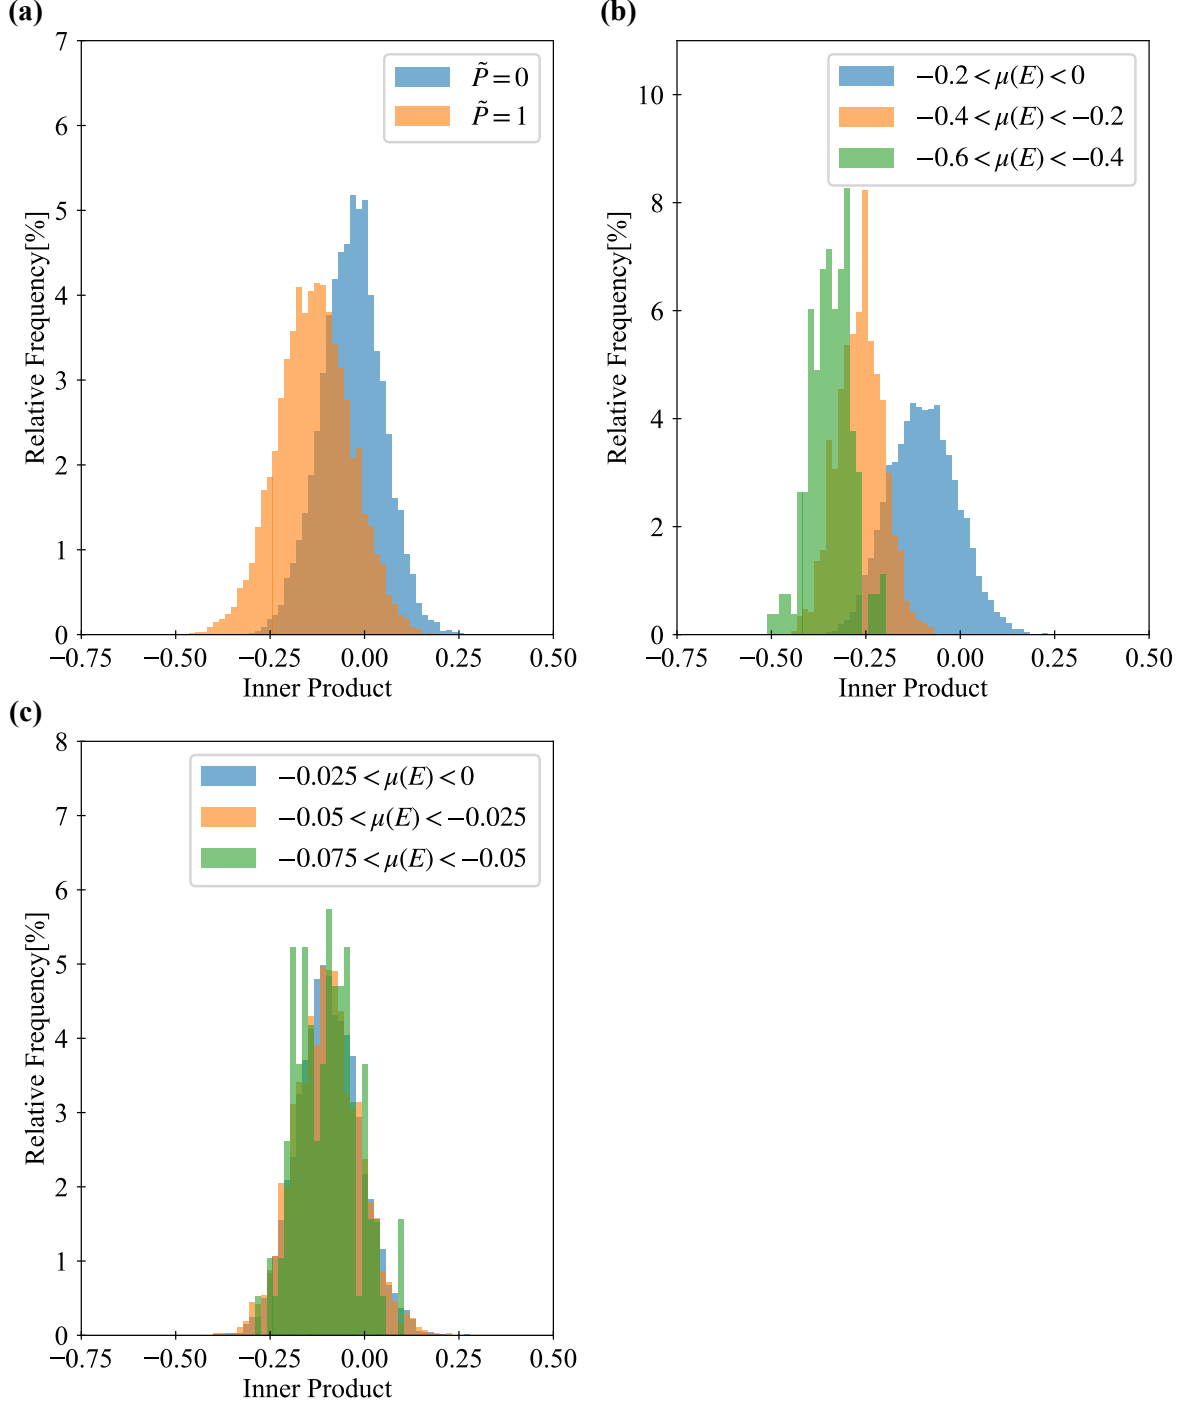 (a)
7
6
5
4
3
2
1
0
Relative Frequency[%]
P̃=0
P̃=1
−0.75 −0.50 −0.25 0.00 0.25 0.50
Inner Product
(b)
10
8
6
4
2
0
Relative Frequency[%]
−0.2<μ(E)<0
−0.4<μ(E)<−0.2
−0.6<μ(E)<−0.4
−0.75 −0.50 −0.25 0.00 0.25 0.50
Inner Product
(c)
8
7
6
5
4
3
2
1
0
Relative Frequency[%]
−0.025<μ(E)<0
−0.05<μ(E)<−0.025
−0.075<μ(E)<−0.05
−0.75 −0.50 −0.25 0.00 0.25 0.50
Inner Product